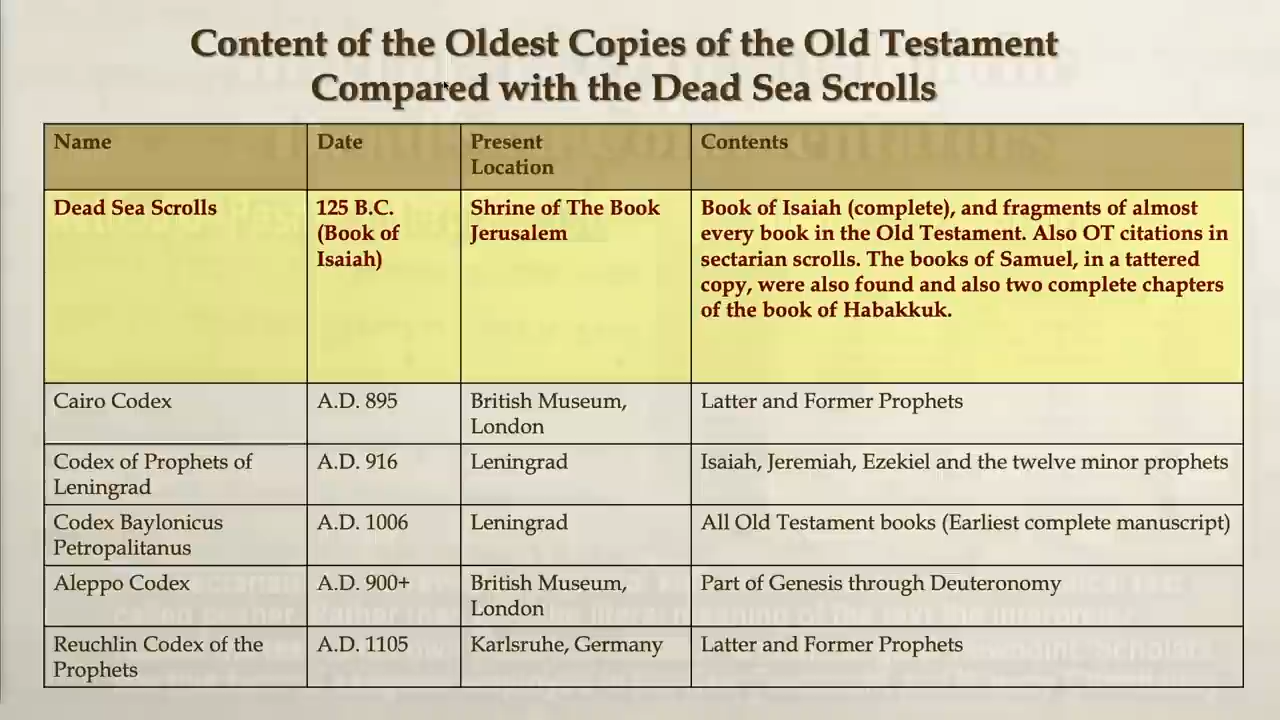 Content of the Oldest Copies of the Old Testament
Compared with the Dead Sea Scrolls
Name
Date
Present
Location
Contents
Dead Sea Scrolls
125 B.C.
(Book of
Isaiah)
Shrine of The Book
Jerusalem
Book of Isaiah (complete), and fragments of almost
every book in the Old Testament. Also OT citations in
sectarian scrolls. The books of Samuel, in a tattered
copy, were also found and also two complete chapters
of the book of Habakkuk.
Cairo Codex
A.D. 895
British Museum,
London
Latter and Former Prophets
Codex of Prophets of
Leningrad
A.D. 916
Leningrad
Isaiah, Jeremiah, Ezekiel and the twelve minor prophets
Codex Baylonicus
Petropalitanus
A.D. 1006
Leningrad
All Old Testament books (Earliest complete manuscript)
Aleppo Codex
A.D. 900+
British Museum,
London
Part of Genesis through Deuteronomy
Reuchlin Codex of the
Prophets
A.D. 1105
Karlsruhe, Germany
Latter and Former Prophets